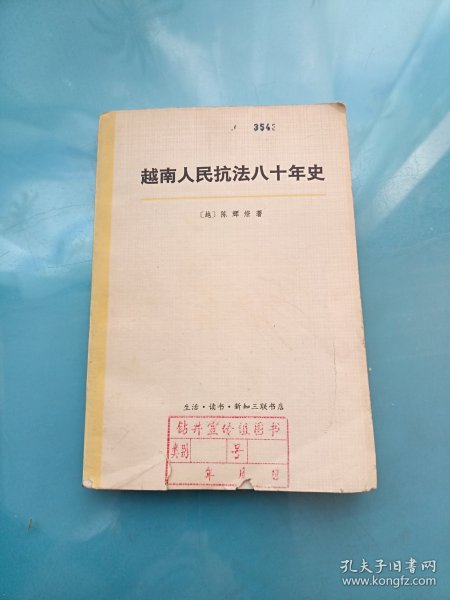 3543
越南人民抗法八十年史
〔越〕陈辉燎著
生活·读书·新知三联书店
钻井宣传组图书
类别 号
年 月 日
孔夫子旧书网
www.kongfz.com